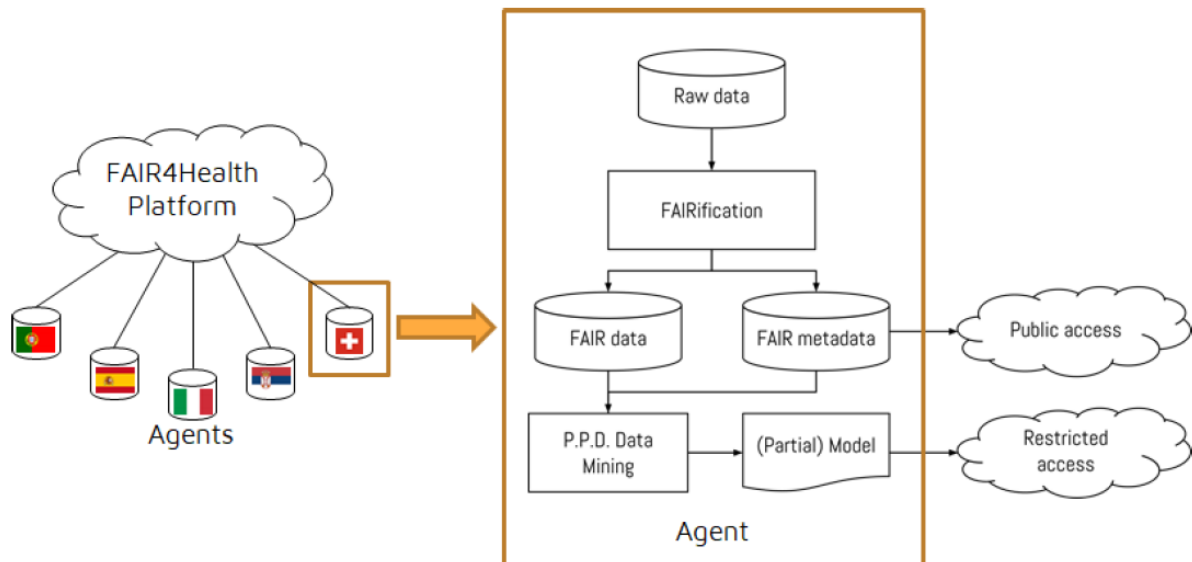 FAIR4Health
Platform
Agents
Raw data
FAIRification
FAIR data
FAIR metadata
Public access
P.P.D. Data
Mining
(Partial) Model
Restricted
access
Agent